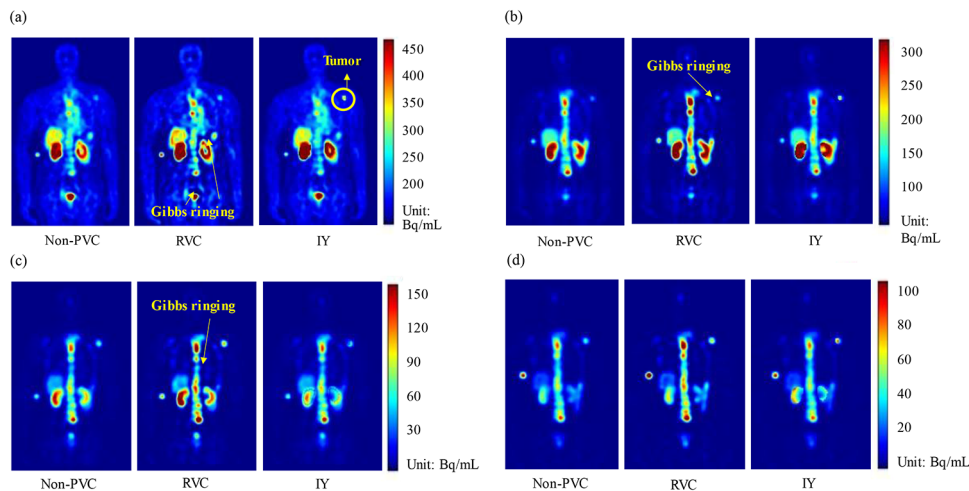 (a)
Tumor
Gibbs ringing
450
400
350
300
250
200
Unit:
Bq/mL
Non-PVC
RVC
IY
(b)
Gibbs ringing
300
250
200
150
100
Unit:
Bq/mL
Non-PVC
RVC
IY
(c)
Gibbs ringing
150
120
90
60
30
Unit: Bq/mL
Non-PVC
RVC
IY
(d)
100
80
60
40
20
Unit: Bq/mL
Non-PVC
RVC
IY